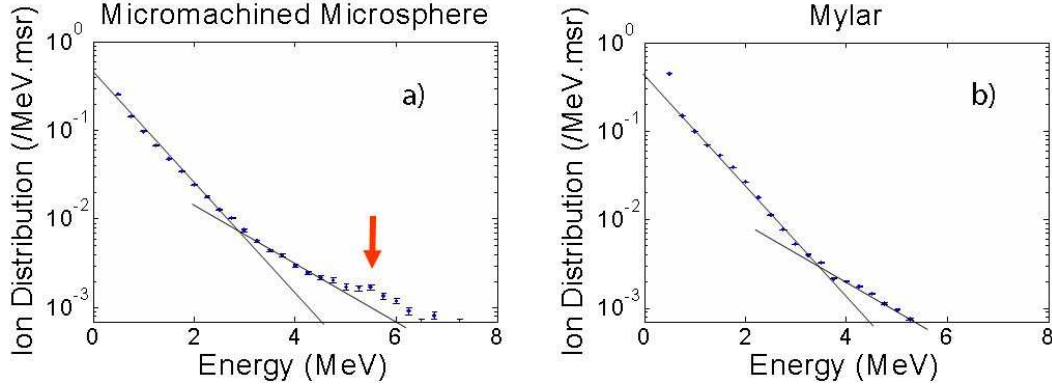 Micromachined Microsphere
Ion Distribution (/MeV.msr)
10^0
10^-1
10^-2
10^-3
a)
0 2 4 6 8
Energy (MeV)
Mylar
Ion Distribution (/MeV.msr)
10^0
10^-1
10^-2
10^-3
b)
0 2 4 6 8
Energy (MeV)